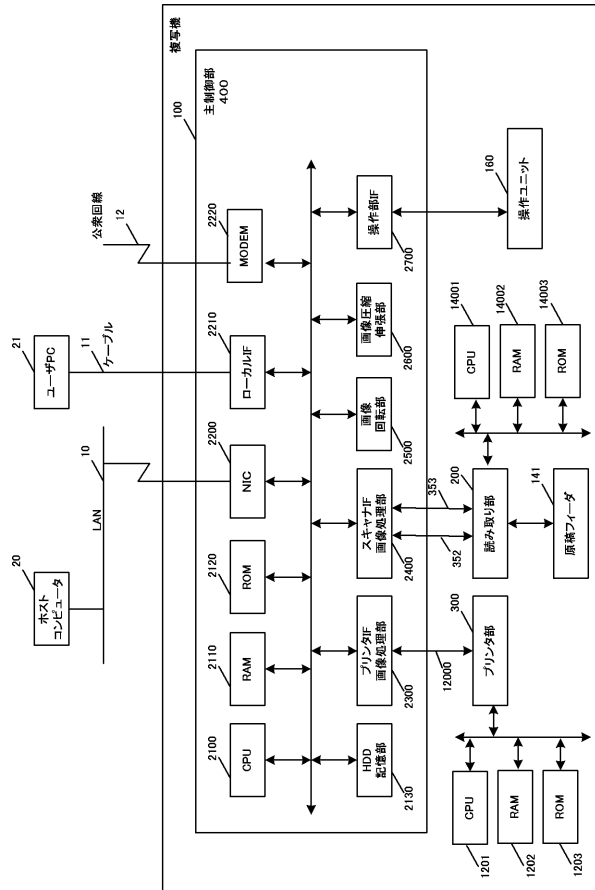 20
ホスト
コンピュータ
LAN
10
21
ユーザPC
11
ケーブル
公衆回線
12
複写機
100
主制御部
400
2100
CPU
2110
RAM
2120
ROM
2200
NIC
2210
ローカルIF
2220
MODEM
HDD
記憶部
2130
プリンタIF
画像処理部
2300
スキャナIF
画像処理部
2400
画像
回転部
2500
画像圧縮
伸張部
2600
操作部IF
2700
12000
352
353
300
プリンタ部
200
読み取り部
141
原稿フィーダ
160
操作ユニット
CPU
1201
RAM
1202
ROM
1203
14001
CPU
14002
RAM
14003
ROM